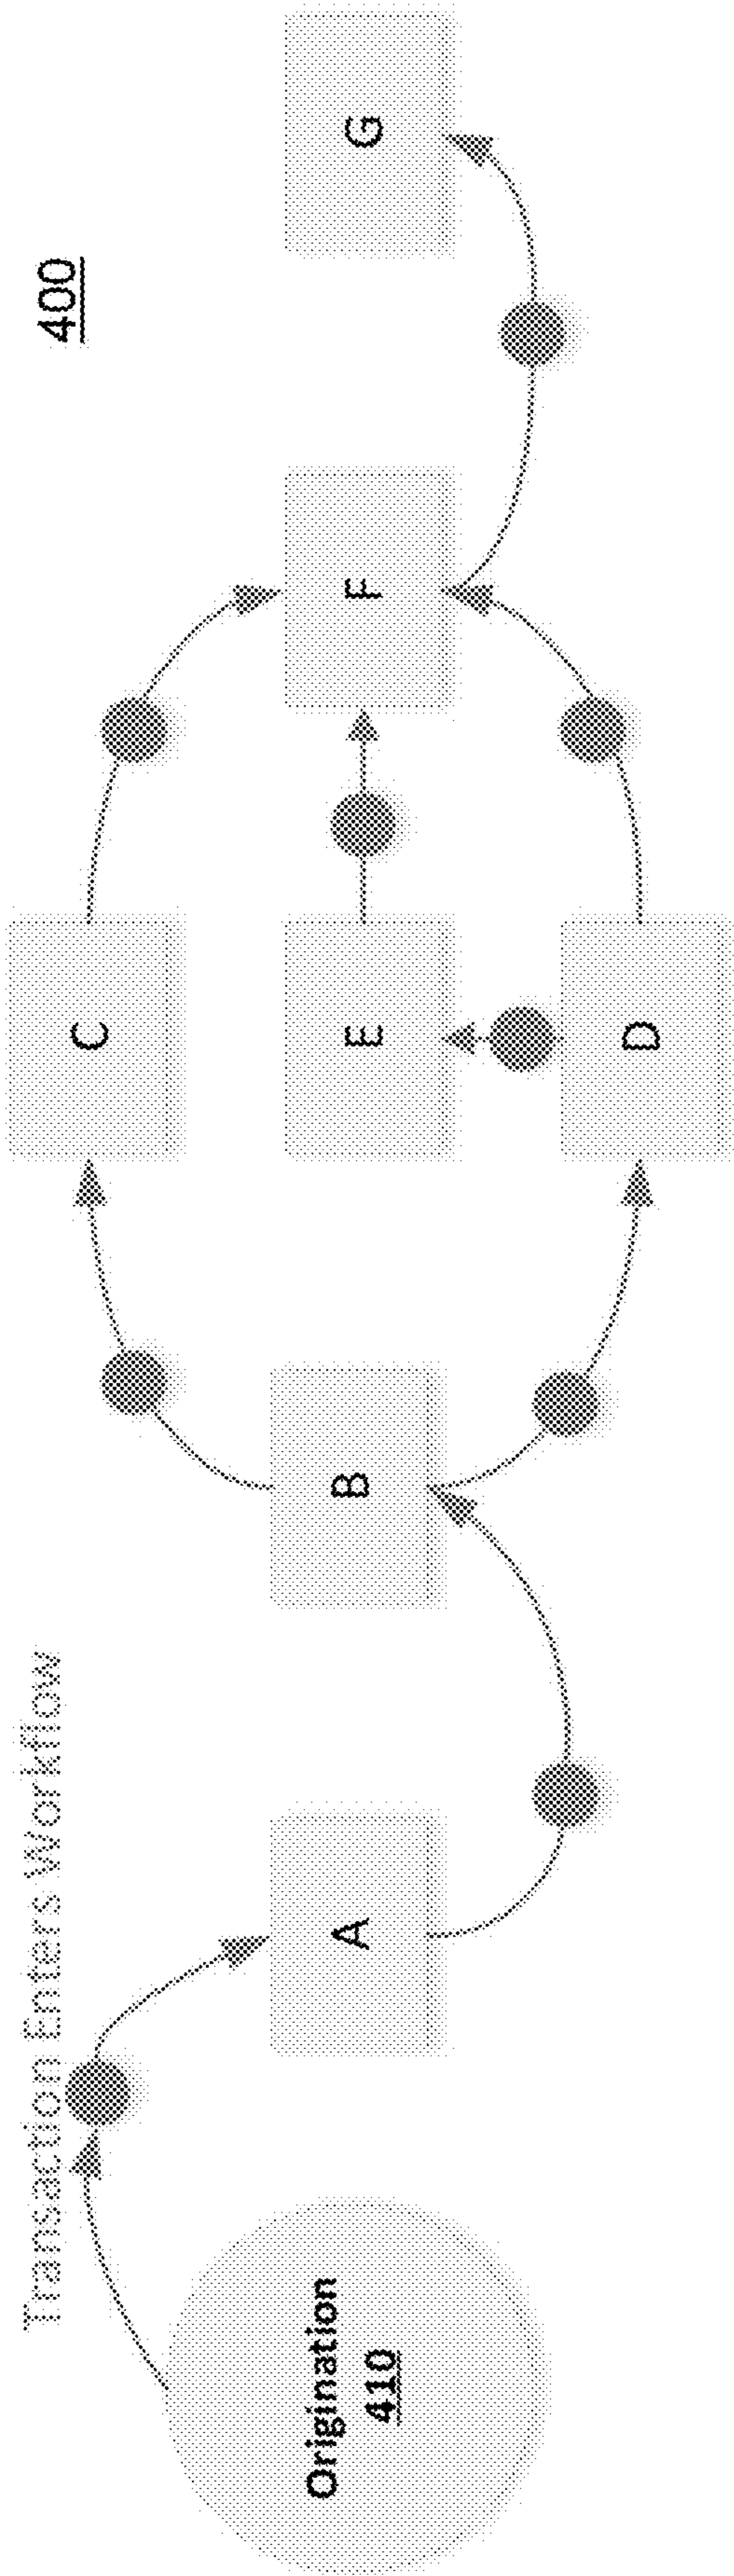 400
Transaction Enters Workflow
Origination
410
A
B
C
E
D
F
G